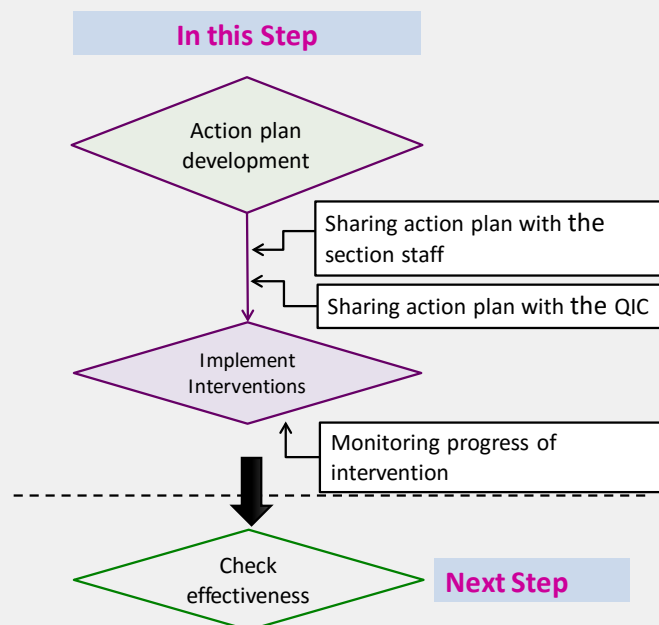 In this Step
Action plan
development
Sharing action plan with the
section staff
Sharing action plan with the QIC
Implement
Interventions
Monitoring progress of
intervention
Check
effectiveness
Next Step